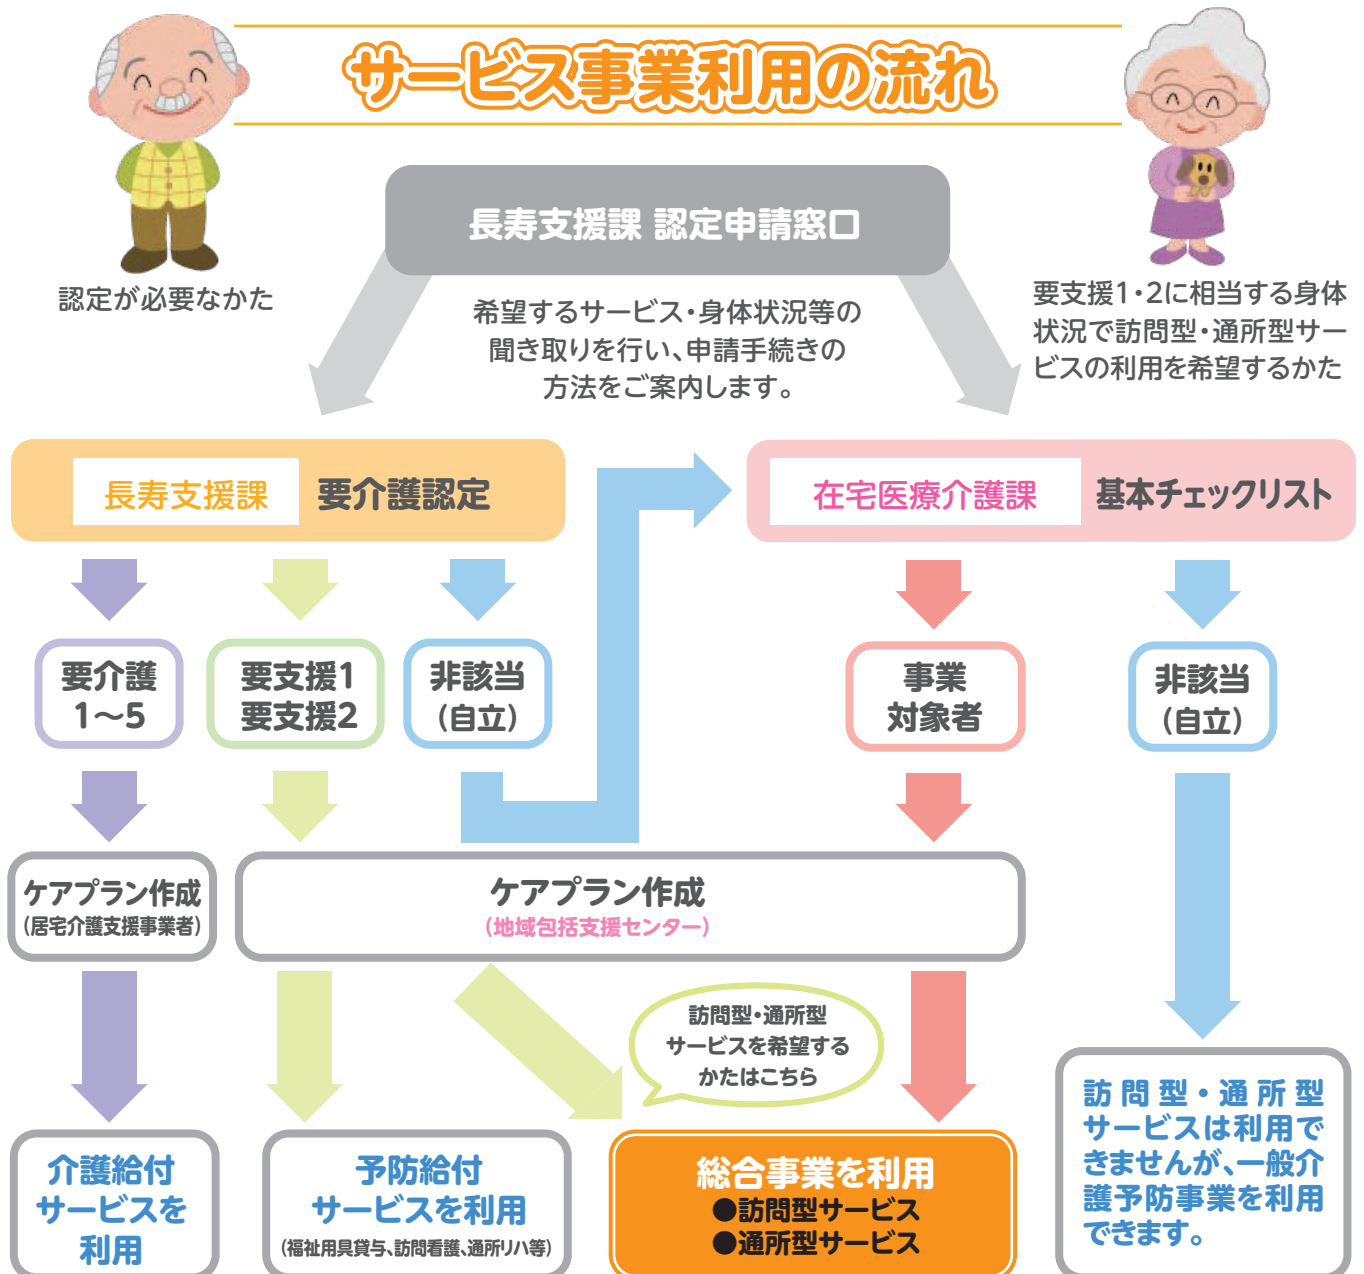 サービス事業利用の流れ
長寿支援課 認定申請窓口
認定が必要なかた
希望するサービス・身体状況等の
聞き取りを行い、申請手続きの
方法をご案内します。
要支援1・2に相当する身体
状況で訪問型・通所型サー
ビスの利用を希望するかた
長寿支援課 要介護認定
在宅医療介護課 基本チェックリスト
要介護
1〜5
要支援1
要支援2
非該当
(自立)
事業
対象者
非該当
(自立)
ケアプラン作成
(居宅介護支援事業者)
ケアプラン作成
(地域包括支援センター)
訪問型・通所型
サービスを希望する
かたはこちら
介護給付
サービスを
利用
予防給付
サービスを利用
(福祉用具貸与、訪問看護、通所リハ等)
総合事業を利用
●訪問型サービス
●通所型サービス
訪問型・通所型
サービスは利用で
きませんが、一般介
護予防事業を利用
できます。